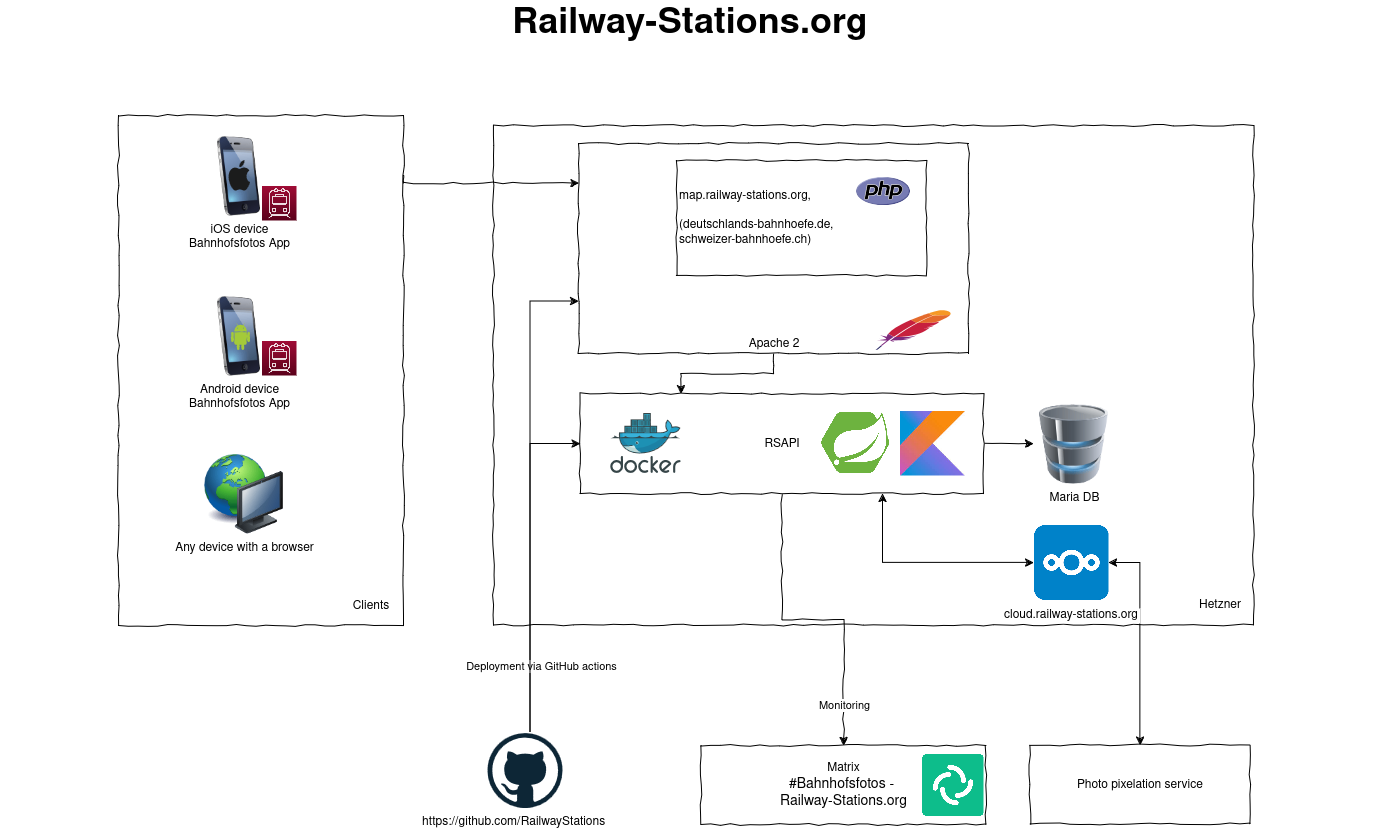 Railway-Stations.org
iOS device
Bahnhofsfotos App
Android device
Bahnhofsfotos App
Any device with a browser
Clients
map.railway-stations.org,
(deutschlands-bahnhoefe.de,
schweizer-bahnhoefe.ch)
php
Apache 2
docker
RSAPI
Maria DB
cloud.railway-stations.org
Hetzner
Deployment via GitHub actions
Monitoring
https://github.com/RailwayStations
Matrix
#Bahnhofsfotos -
Railway-Stations.org
Photo pixelation service